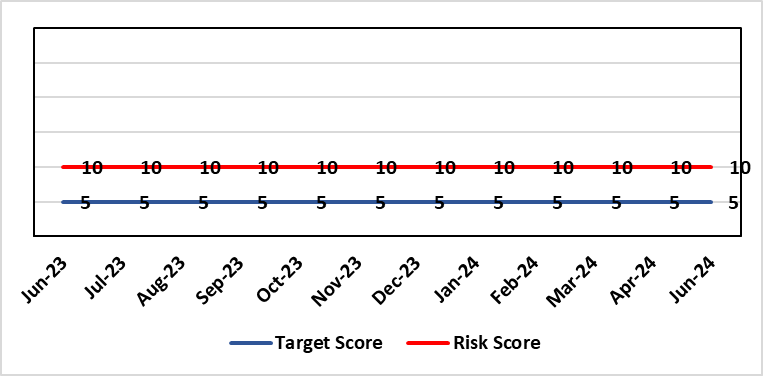 10 10 10 10 10 10 10 10 10 10 10 10
5 5 5 5 5 5 5 5 5 5 5 5
Jun-23 Jul-23 Aug-23 Sep-23 Oct-23 Nov-23 Dec-23 Jan-24 Feb-24 Mar-24 Apr-24 Jun-24
Target Score Risk Score